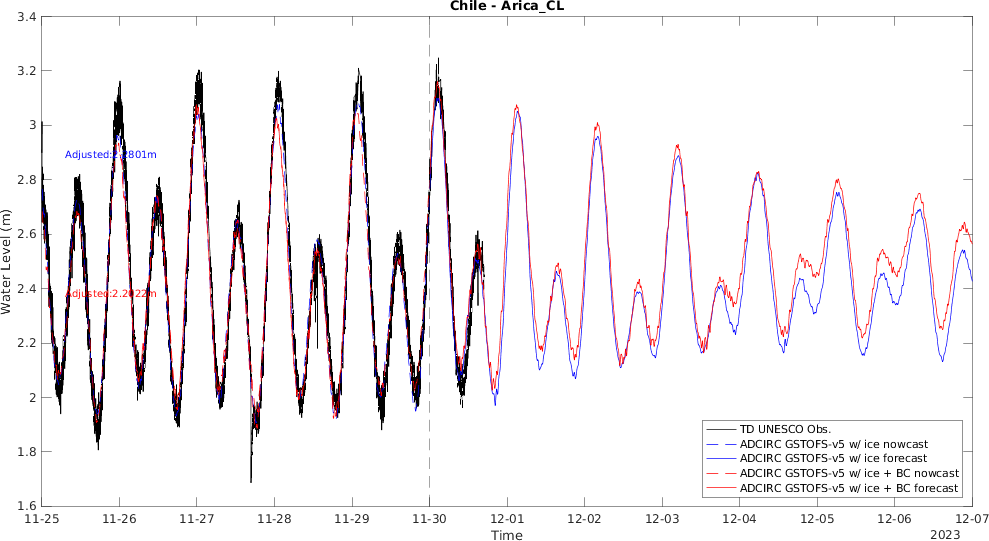 Chile - Arica_CL
3.4
3.2
3
2.8
2.6
2.4
2.2
2
1.8
1.6
Water Level (m)
Adjusted:2.2801m
Adjusted:2.2022m
TD UNESCO Obs.
ADCIRC GSTOFS-v5 w/ ice nowcast
ADCIRC GSTOFS-v5 w/ ice forecast
ADCIRC GSTOFS-v5 w/ ice + BC nowcast
ADCIRC GSTOFS-v5 w/ ice + BC forecast
11-25 11-26 11-27 11-28 11-29 11-30 12-01 12-02 12-03 12-04 12-05 12-06 12-07
Time
2023